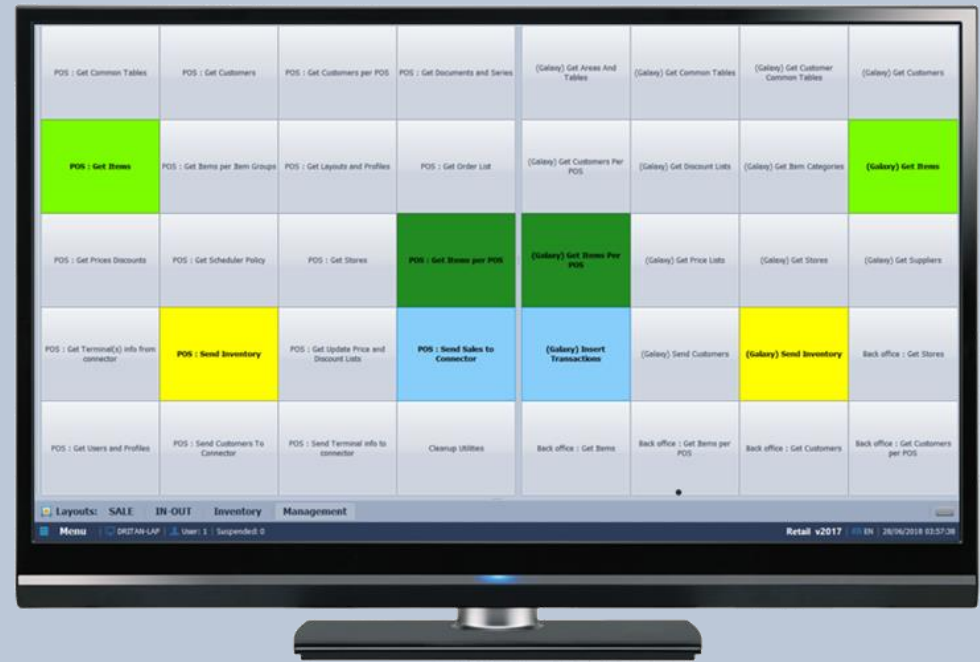 POS : Get Common Tables
POS : Get Customers
POS : Get Customers per POS
POS : Get Documents and Series
(Galaxy) Get Areas And
Tables
(Galaxy) Get Common Tables
(Galaxy) Get Customer
Common Tables
(Galaxy) Get Customers
POS : Get Items
POS : Get Items per Item Groups
POS : Get Layouts and Profiles
POS : Get Order List
(Galaxy) Get Customers Per
POS
(Galaxy) Get Discount Lists
(Galaxy) Get Item Categories
(Galaxy) Get Items
POS : Get Prices Discounts
POS : Get Scheduler Policy
POS : Get Stores
POS : Get Items per POS
(Galaxy) Get Items Per
POS
(Galaxy) Get Price Lists
(Galaxy) Get Stores
(Galaxy) Get Suppliers
POS : Get Terminal(s) info from
connector
POS : Send Inventory
POS : Get Update Price and
Discount Lists
POS : Send Sales to
Connector
(Galaxy) Insert
Transactions
(Galaxy) Send Customers
(Galaxy) Send Inventory
Back office : Get Stores
POS : Get Users and Profiles
POS : Send Customers To
Connector
POS : Send Terminal info to
connector
Cleanup Utilities
Back office : Get Items
Back office : Get Items per
POS
Back office : Get Customers
Back office : Get Customers
per POS
Layouts: SALE IN-OUT Inventory Management
Menu DRITAN-LAP User: 1 Suspended: 0 Retail v2017 EN 28/06/2018 03:57:38